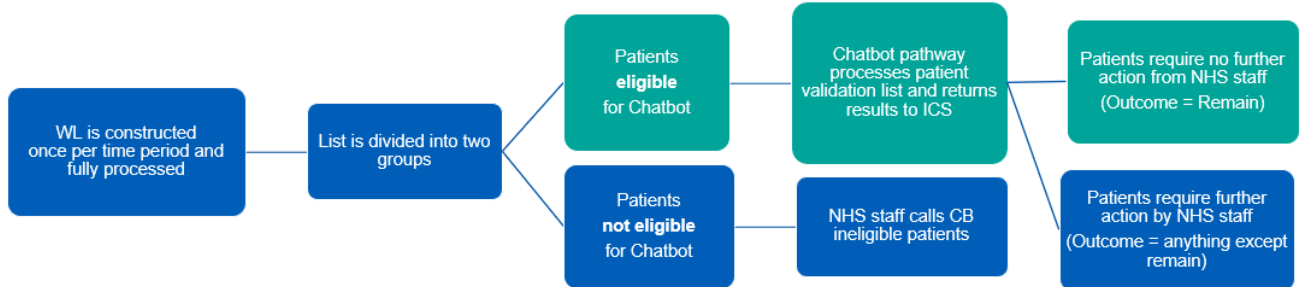 WL is constructed
once per time period and
fully processed
List is divided into two
groups
Patients
eligible
for Chatbot
Patients
not eligible
for Chatbot
Chatbot pathway
processes patient
validation list and returns
results to ICS
NHS staff calls CB
ineligible patients
Patients require no further
action from NHS staff
(Outcome = Remain)
Patients require further
action by NHS staff
(Outcome = anything except
remain)